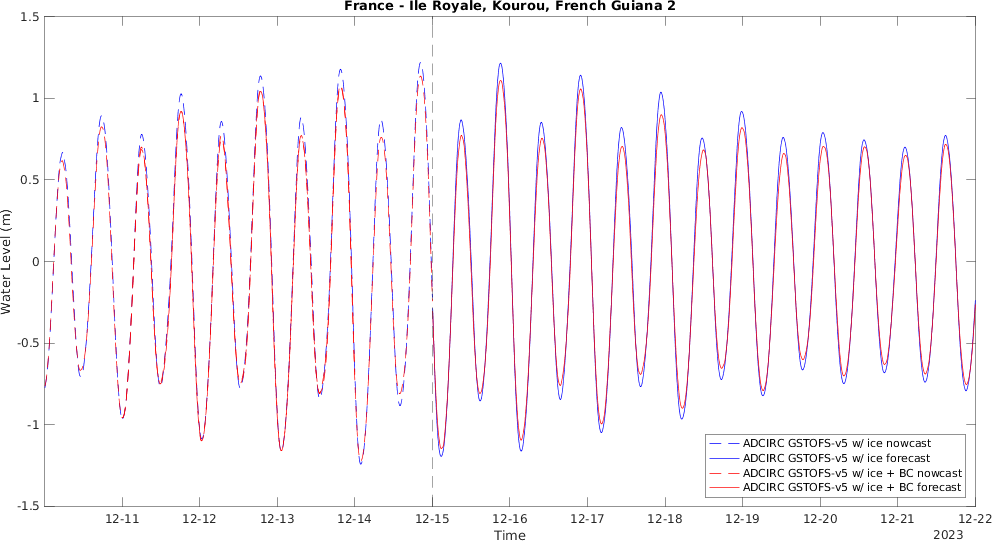 France - Ile Royale, Kourou, French Guiana 2
1.5
1
0.5
0
-0.5
-1
-1.5
Water Level (m)
12-11
12-12
12-13
12-14
12-15
12-16
12-17
12-18
12-19
12-20
12-21
12-22
Time
2023
ADCIRC GSTOFS-v5 w/ ice nowcast
ADCIRC GSTOFS-v5 w/ ice forecast
ADCIRC GSTOFS-v5 w/ ice + BC nowcast
ADCIRC GSTOFS-v5 w/ ice + BC forecast